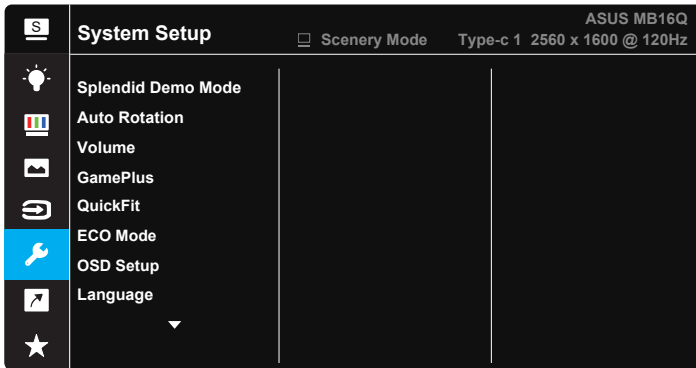 S
System Setup
ASUS MB16Q
Scenery Mode Type-c 1 2560 x 1600 @ 120Hz
Splendid Demo Mode
Auto Rotation
Volume
GamePlus
QuickFit
ECO Mode
OSD Setup
Language